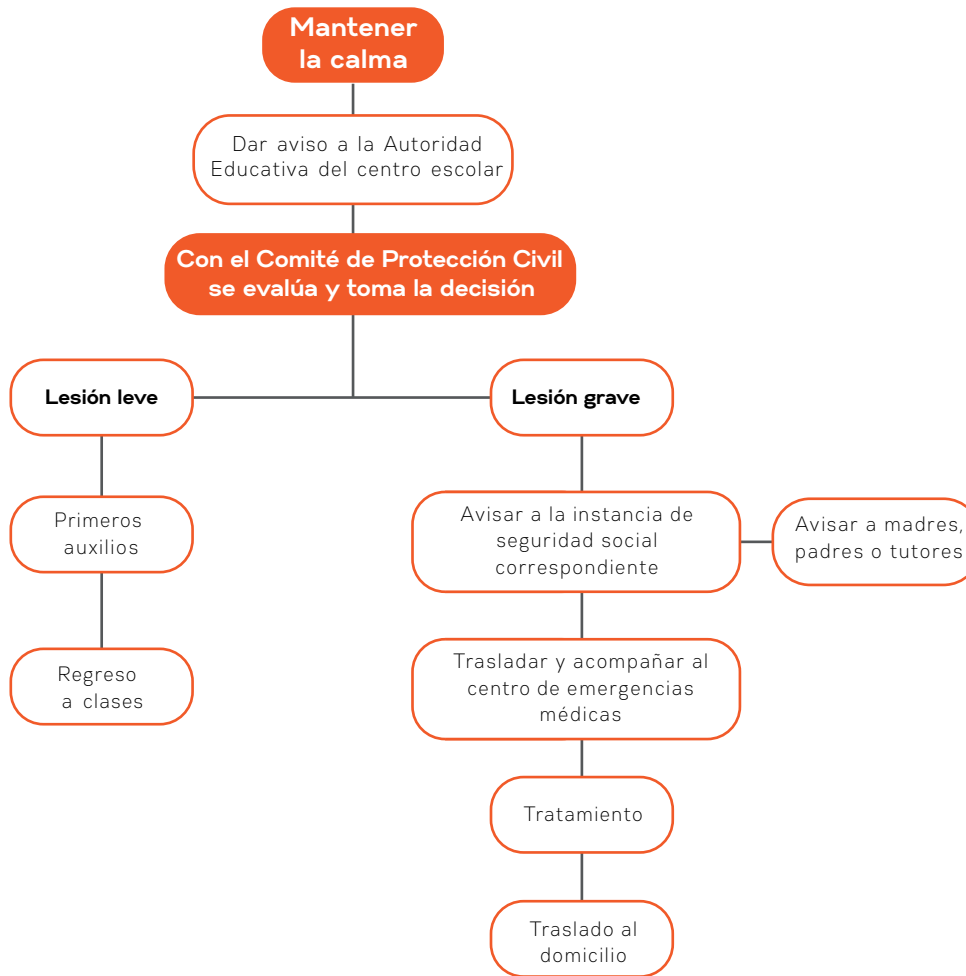 Mantener
la calma
Dar aviso a la Autoridad
Educativa del centro escolar
Con el Comité de Protección Civil
se evalúa y toma la decisión
Lesión leve
Lesión grave
Primeros
auxilios
Regreso
a clases
Avisar a la instancia de
seguridad social
correspondiente
Avisar a madres,
padres o tutores
Trasladar y acompañar al
centro de emergencias
médicas
Tratamiento
Traslado al
domicilio